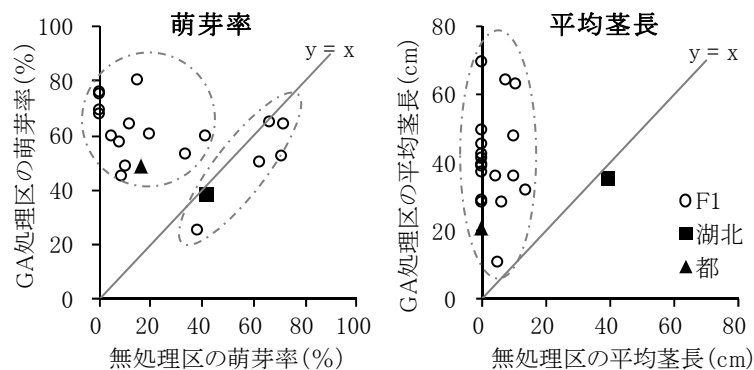 萌芽率
y = x
GA処理区の萌芽率(%)
100
80
60
40
20
0
0 20 40 60 80 100
無処理区の萌芽率(%)
平均茎長
y = x
GA処理区の平均茎長(cm)
80
60
40
20
0
0 20 40 60 80
無処理区の平均茎長(cm)
F1
湖北
都